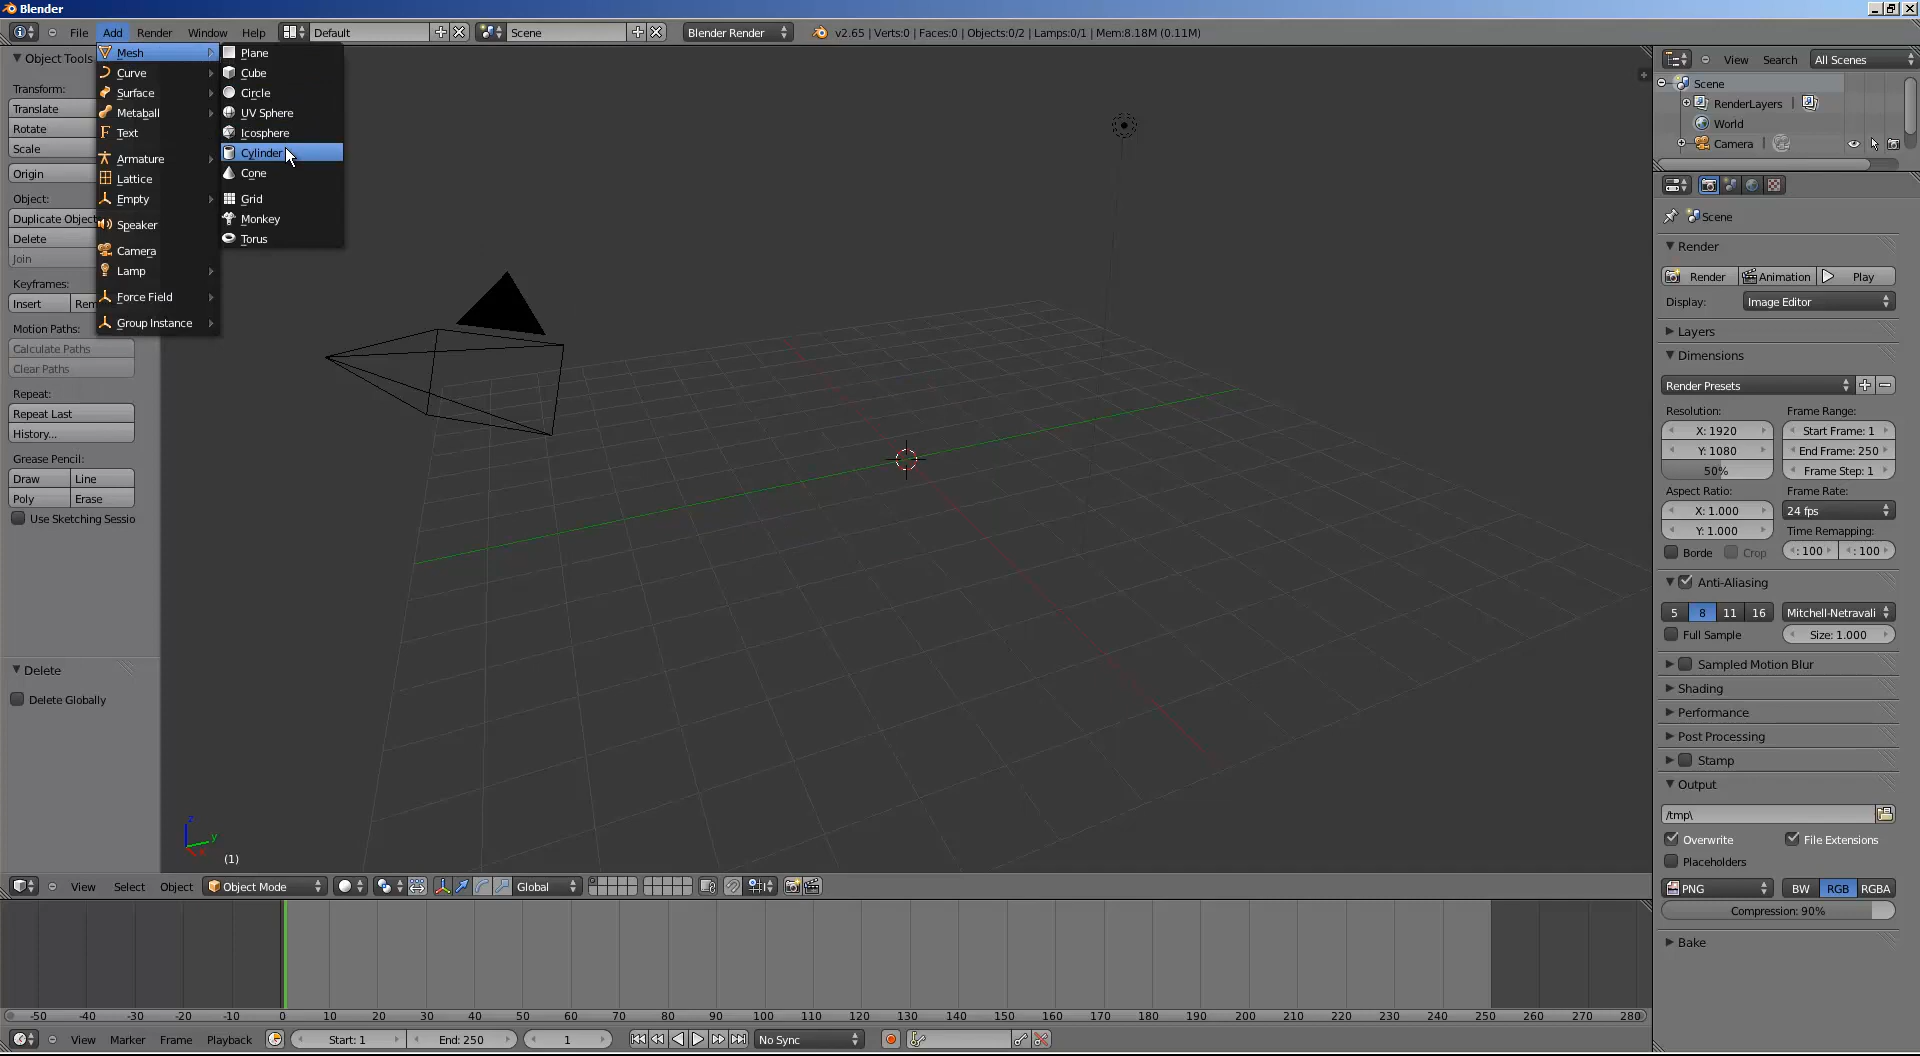 Blender
File Add Render Window Help Default Scene Blender Render v2.65 | Verts:0 | Faces:0 | Objects:0/2 | Lamps:0/1 | Mem:8.18M (0.11M)
Object Tools
Transform:
Translate
Rotate
Scale
Origin
Object:
Duplicate Object
Delete
Join
Keyframes:
Insert Rem
Motion Paths:
Calculate Paths
Clear Paths
Repeat:
Repeat Last
History...
Grease Pencil:
Draw Line
Poly Erase
Use Sketching Sessio
Delete
Delete Globally
Mesh
Curve
Surface
Metaball
Text
Armature
Lattice
Empty
Speaker
Camera
Lamp
Force Field
Group Instance
Plane
Cube
Circle
UV Sphere
Icosphere
Cylinder
Cone
Grid
Monkey
Torus
z
y
x
(1)
View Select Object Object Mode Global
-50 -40 -30 -20 -10 0 10 20 30 40 50 60 70 80 90 100 110 120 130 140 150 160 170 180 190 200 210 220 230 240 250 260 270 280
View Marker Frame Playback Start: 1 End: 250 1 No Sync
View Search All Scenes
Scene
RenderLayers
World
Camera
Scene
Render
Render Animation Play
Display: Image Editor
Layers
Dimensions
Render Presets
Resolution: Frame Range:
X: 1920 Start Frame: 1
Y: 1080 End Frame: 250
50% Frame Step: 1
Aspect Ratio: Frame Rate:
X: 1.000 24 fps
Y: 1.000 Time Remapping:
Borde Crop : 100 : 100
Anti-Aliasing
5 8 11 16 Mitchell-Netravali
Full Sample Size: 1.000
Sampled Motion Blur
Shading
Performance
Post Processing
Stamp
Output
/tmp\
Overwrite File Extensions
Placeholders
PNG BW RGB RGBA
Compression: 90%
Bake